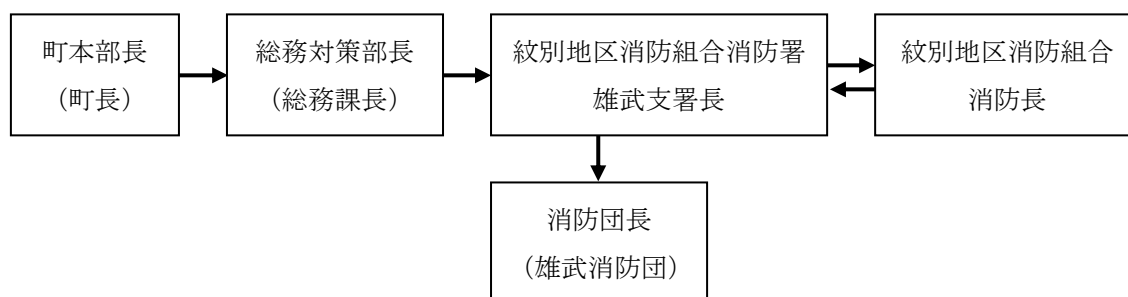 町本部長
（町長）
総務対策部長
（総務課長）
紋別地区消防組合消防署
雄武支署長
紋別地区消防組合
消防長
消防団長
（雄武消防団）